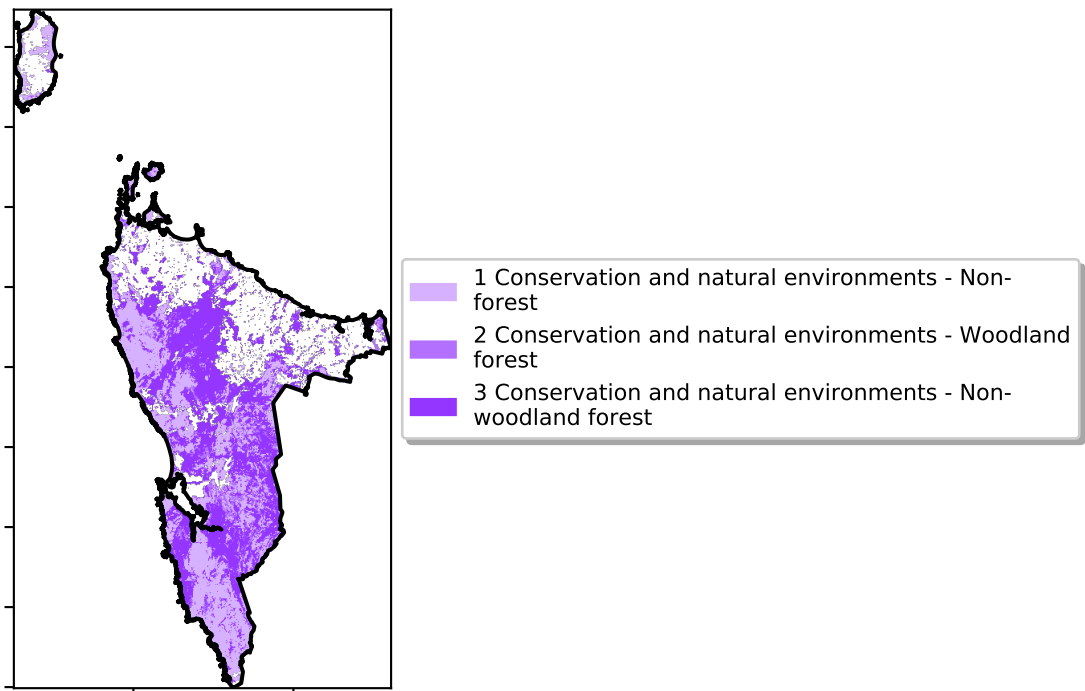 1 Conservation and natural environments - Non-
forest
2 Conservation and natural environments - Woodland
forest
3 Conservation and natural environments - Non-
woodland forest